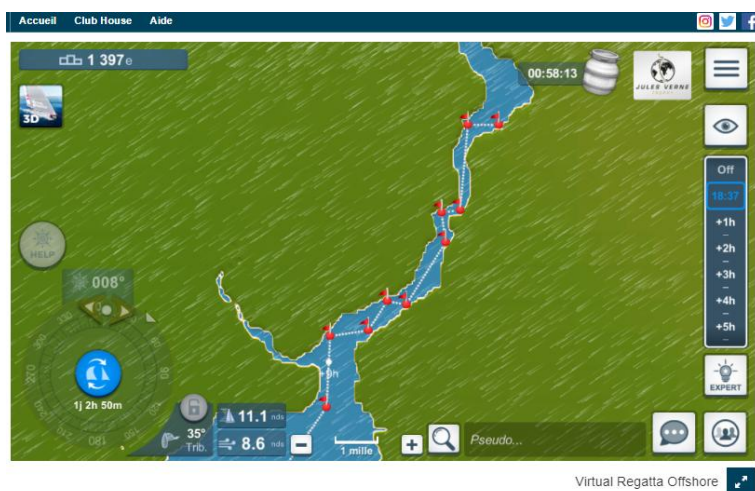 Accueil Club House Aide
1 397e
00:58:13
JULES VERNE
3D
Off
18:37
+1h
+2h
+3h
+4h
+5h
HELP
008°
+9h
EXPERT
1j 2h 50m
35°
Trib.
11.1 nds
8.6 nds
1 mille
Pseudo...
Virtual Regatta Offshore